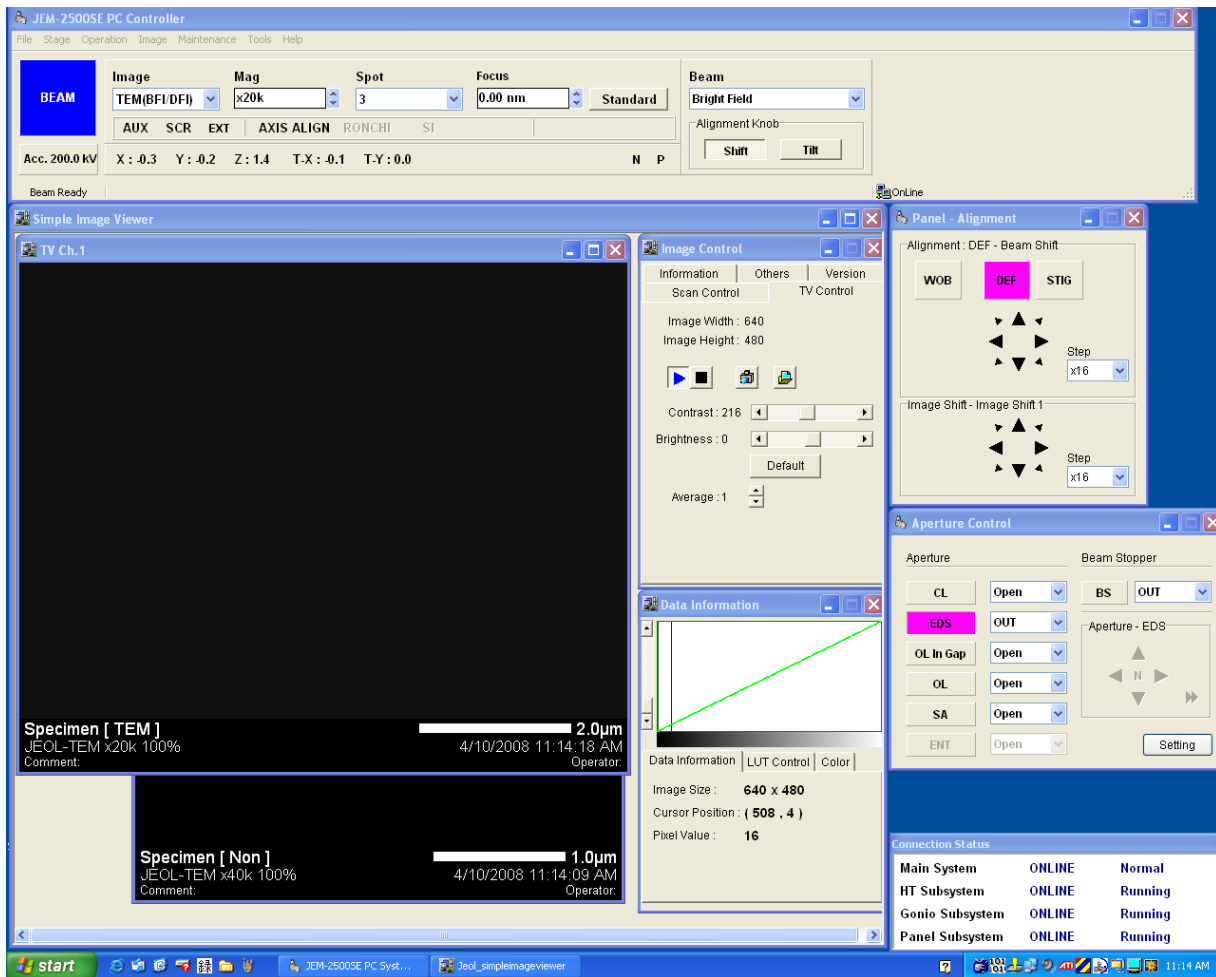 JEM-2500SE PC Controller
File Stage Operation Image Maintenance Tools Help
BEAM
Image Mag Spot Focus Beam
TEM(BFI/DFI) x20k 3 0.00 nm Standard Bright Field
AUX SCR EXT AXIS ALIGN RONCHI SI
Alignment Knob
Shift Tilt
Acc. 200.0 kV X : -0.3 Y : -0.2 Z : 1.4 T-X : -0.1 T-Y : 0.0 N P
Beam Ready OnLine
Simple Image Viewer
TV Ch.1
Specimen [ TEM ] 2.0µm
JEOL-TEM x20k 100% 4/10/2008 11:14:18 AM
Comment: Operator:
Specimen [ Non ] 1.0µm
JEOL-TEM x40k 100% 4/10/2008 11:14:09 AM
Comment: Operator:
Image Control
Information Others Version
Scan Control TV Control
Image Width : 640
Image Height : 480
Contrast : 216
Brightness : 0
Default
Average : 1
Data Information
Data Information LUT Control Color
Image Size : 640 x 480
Cursor Position : ( 508 , 4 )
Pixel Value : 16
Panel - Alignment
Alignment : DEF - Beam Shift
WOB DEF STIG
Step
x16
Image Shift - Image Shift 1
Step
x16
Aperture Control
Aperture Beam Stopper
CL Open BS OUT
EDS OUT Aperture - EDS
OL In Gap Open N
OL Open
SA Open
ENT Open Setting
Connection Status
Main System ONLINE Normal
HT Subsystem ONLINE Running
Gonio Subsystem ONLINE Running
Panel Subsystem ONLINE Running
start JEM-2500SE PC Syst... Jeol_simpleimageviewer 11:14 AM